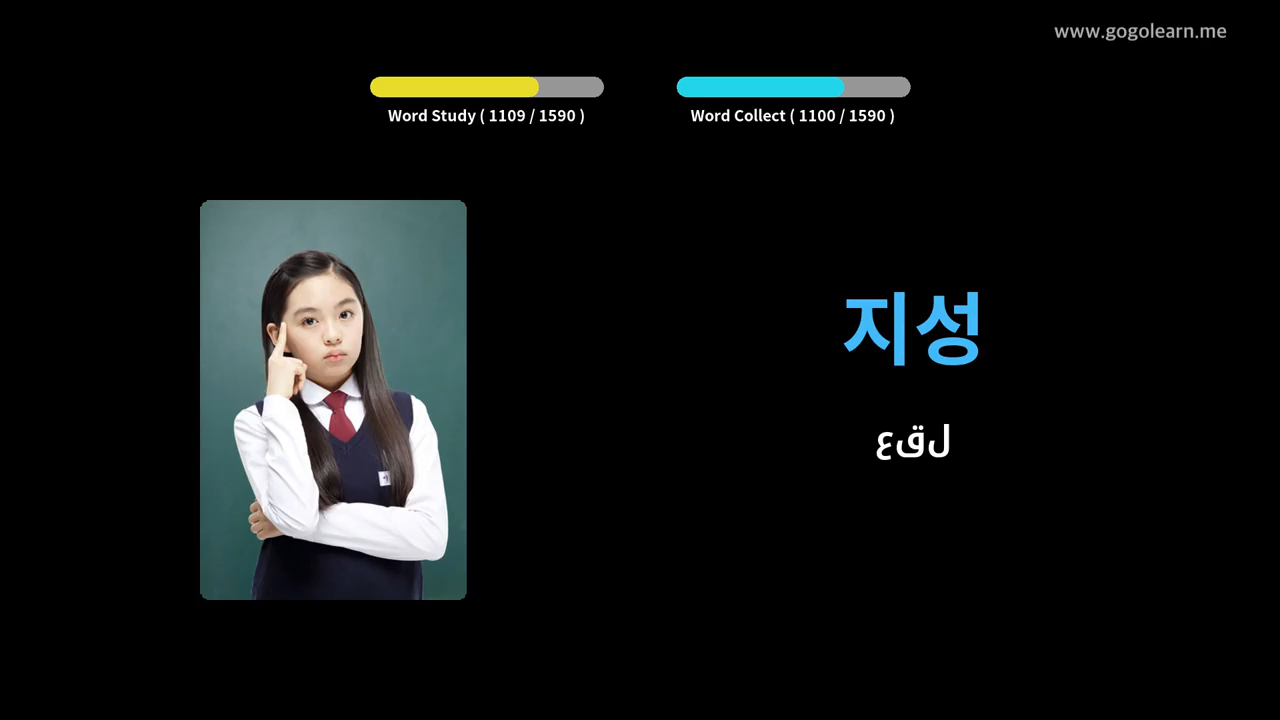 www.gogolearn.me
Word Study ( 1109 / 1590 )
Word Collect ( 1100 / 1590 )
지성
لقع